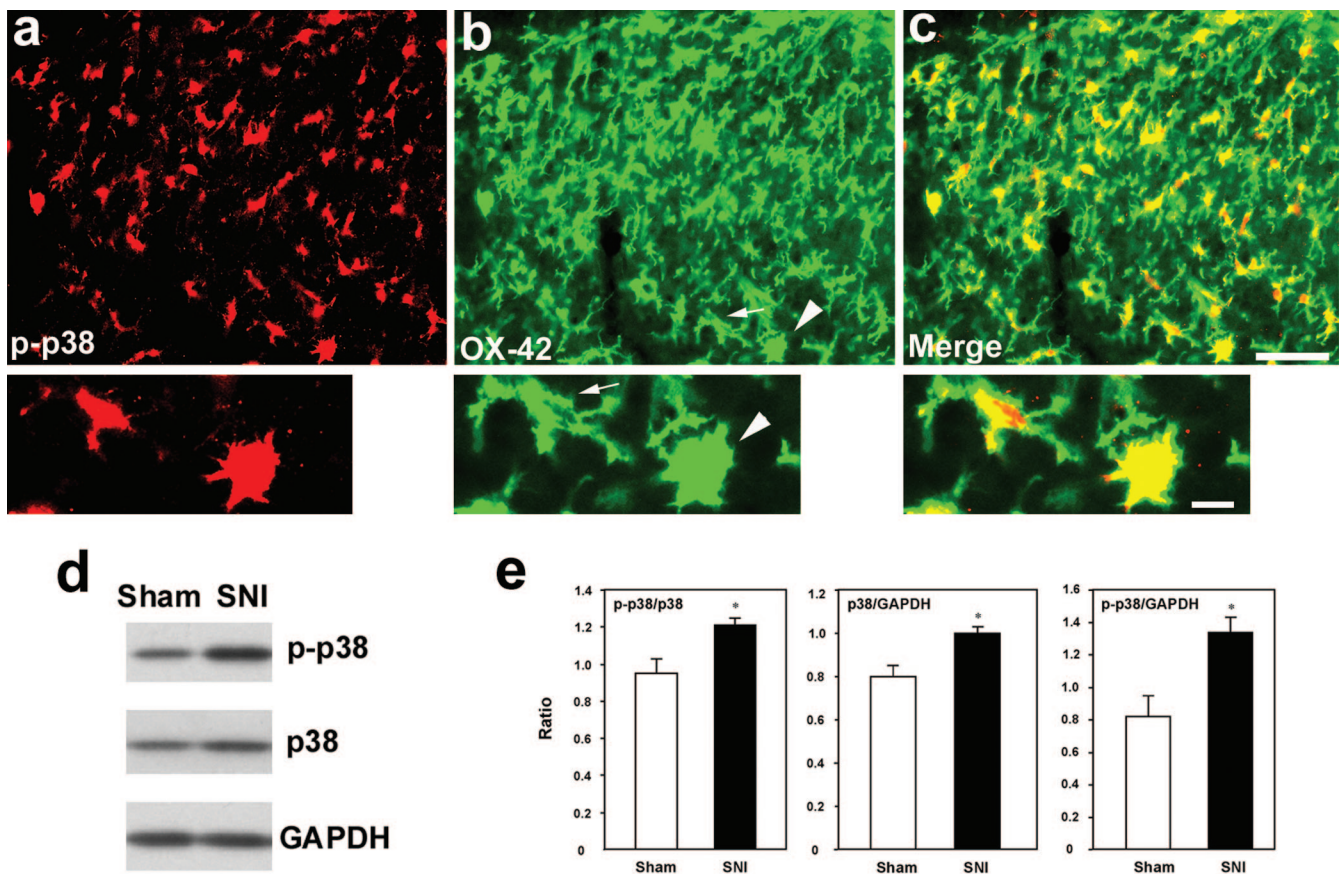 a
p-p38
b
OX-42
c
Merge
d
Sham SNI
p-p38
p38
GAPDH
e
Ratio
p-p38/p38
1.4
1.2
1.0
0.8
0.6
0.4
0.2
0
*
Sham SNI
p38/GAPDH
1.2
1.0
0.8
0.6
0.4
0.2
0
*
Sham SNI
p-p38/GAPDH
1.6
1.4
1.2
1.0
0.8
0.6
0.4
0.2
0
*
Sham SNI